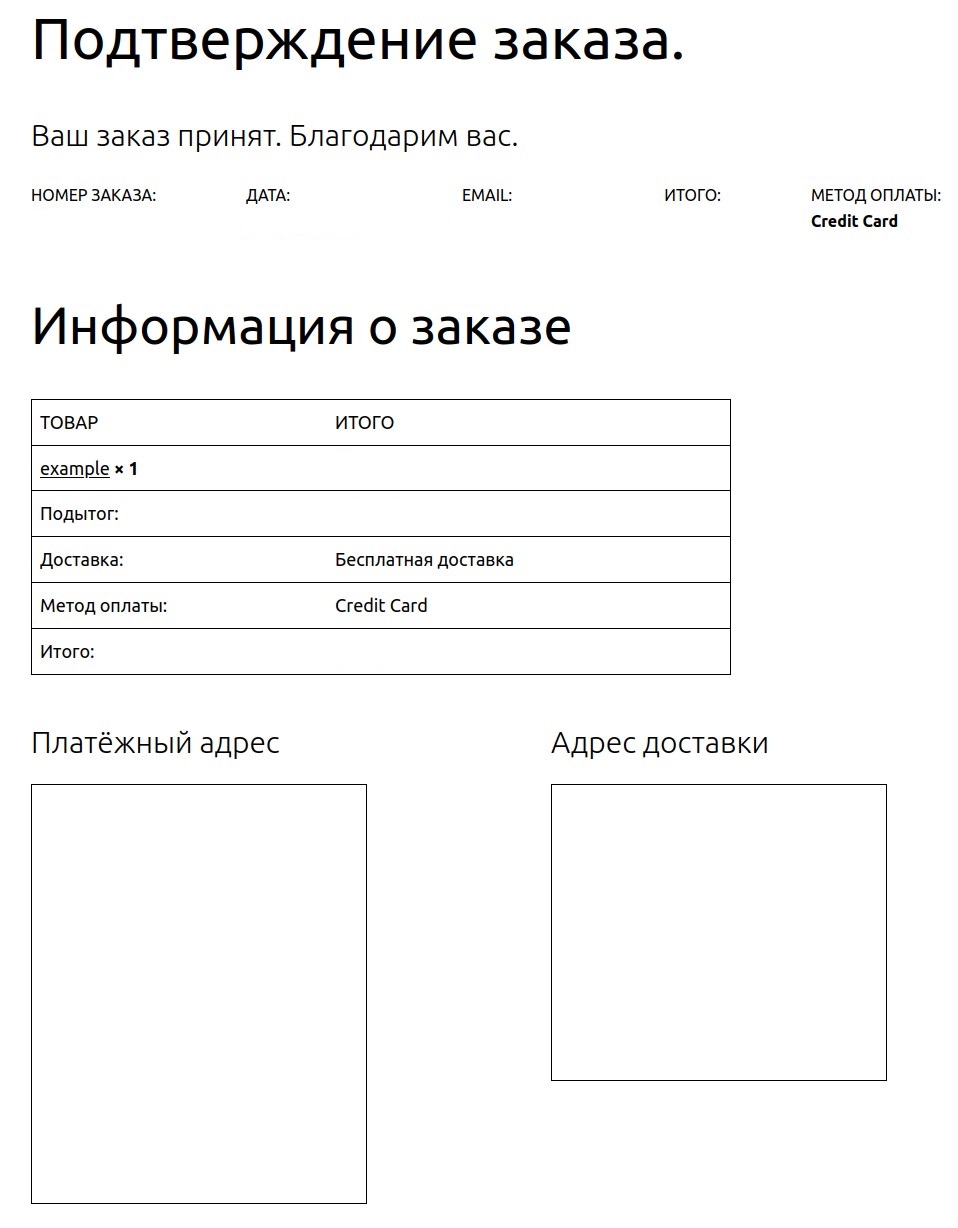 Подтверждение заказа.
Ваш заказ принят. Благодарим вас.
НОМЕР ЗАКАЗА: ДАТА: EMAIL: ИТОГО: МЕТОД ОПЛАТЫ:
Credit Card
Информация о заказе
ТОВАР ИТОГО
example × 1
Подытог:
Доставка: Бесплатная доставка
Метод оплаты: Credit Card
Итого:
Платёжный адрес Адрес доставки